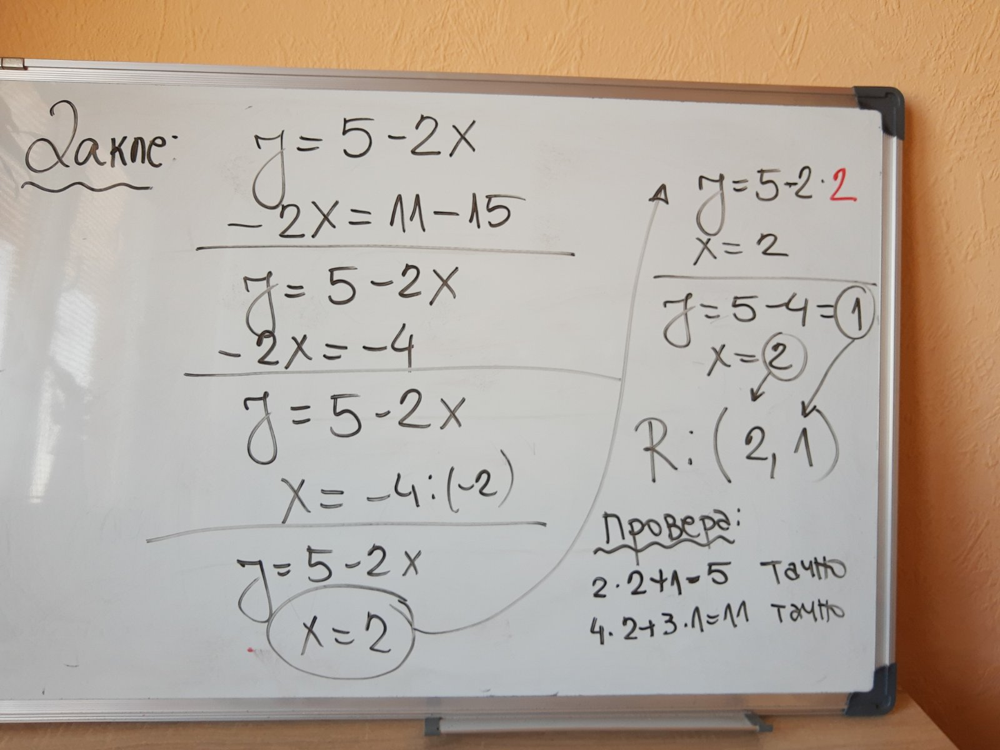 Дакле:
y = 5 - 2x
- 2x = 11 - 15
y = 5 - 2x
- 2x = - 4
y = 5 - 2x
x = - 4 : (-2)
y = 5 - 2x
x = 2
y = 5 - 2 · 2
x = 2
y = 5 - 4 = 1
x = 2
R: (2, 1)
Провера:
2 · 2 + 1 = 5 тачно
4 · 2 + 3 · 1 = 11 тачно